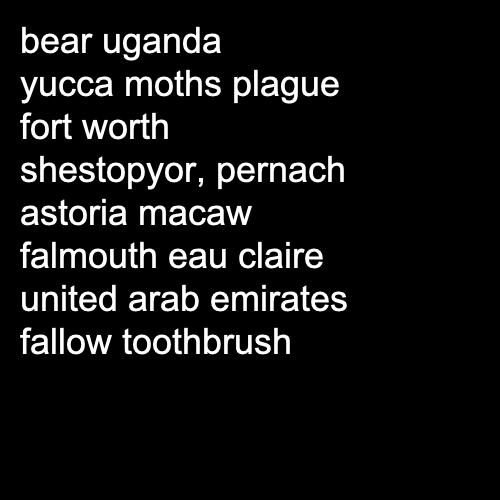 bear uganda
yucca moths plague
fort worth
shestopyor, pernach
astoria macaw
falmouth eau claire
united arab emirates
fallow toothbrush